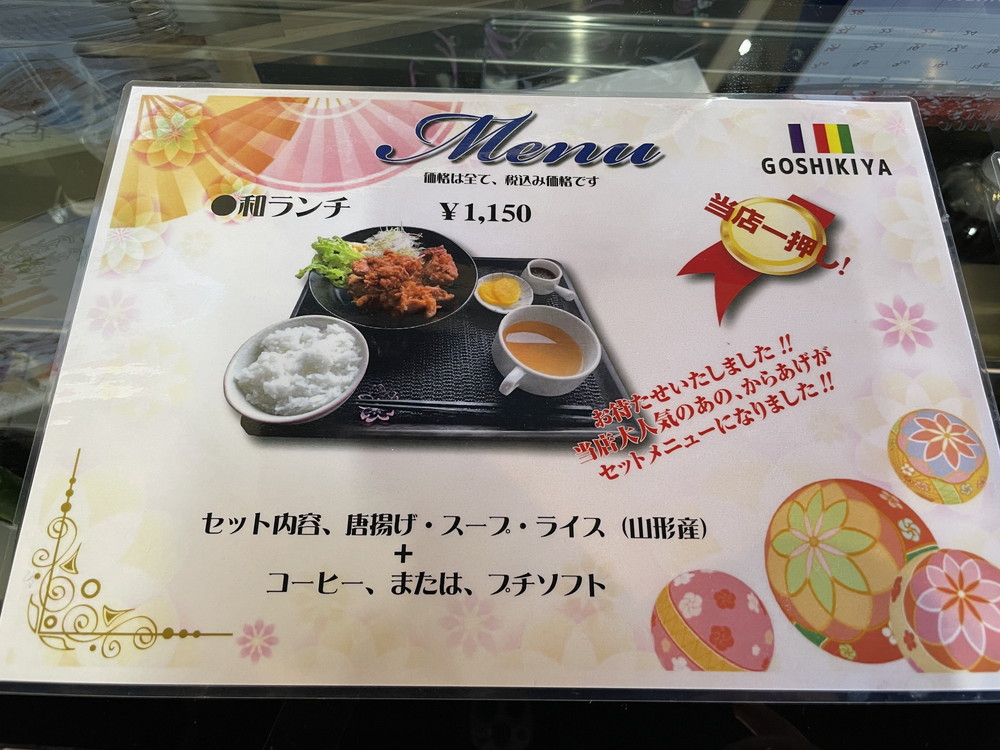 Menu
GOSHIKIYA
価格は全て、税込み価格です
●和ランチ ¥1,150
当店一押し!
お待たせいたしました!!
当店大人気のあの、からあげが
セットメニューになりました!!
セット内容、唐揚げ・スープ・ライス（山形産）
+
コーヒー、または、プチソフト